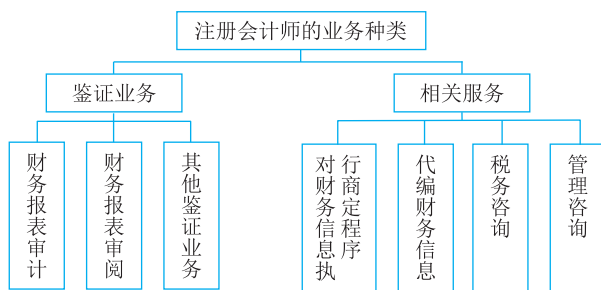 注册会计师的业务种类
鉴证业务
相关服务
财务报表审计
财务报表审阅
其他鉴证业务
对财务信息执
行商定程序
代编财务信息
税务咨询
管理咨询